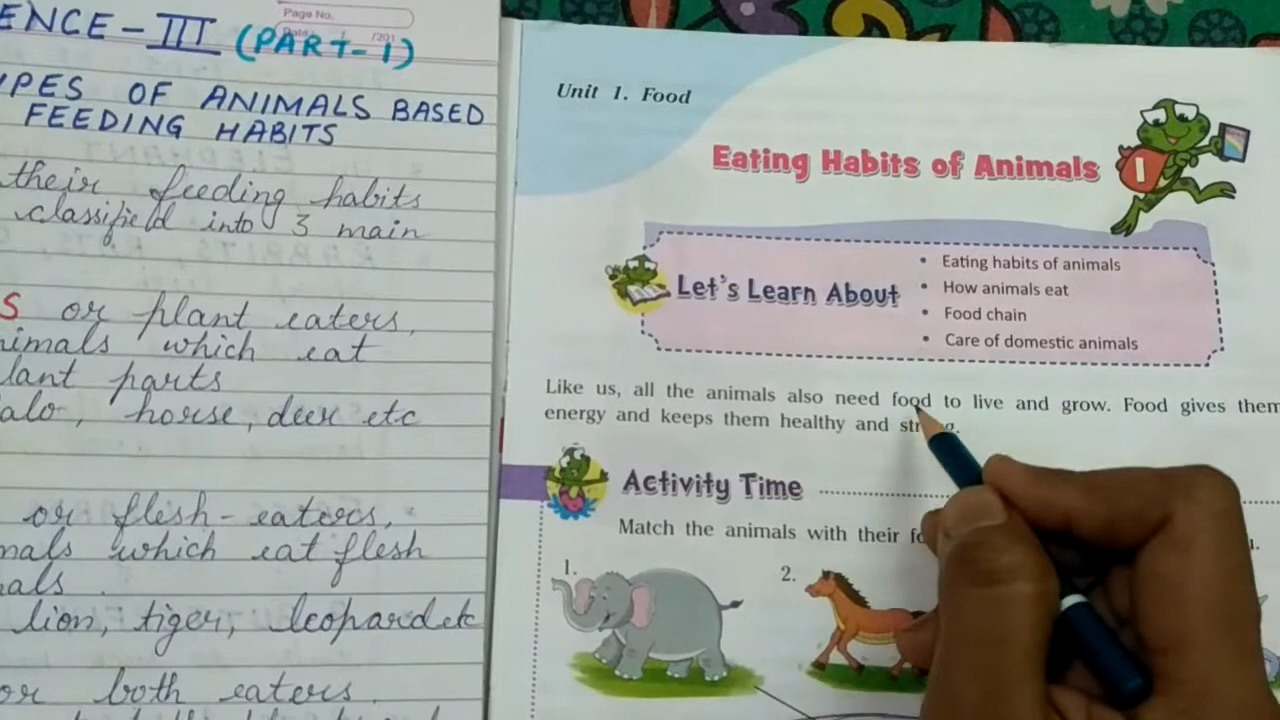 Page No.
ENCE - III (PART-1)
YPES OF ANIMALS BASED
FEEDING HABITS
their feeding habits
classified into 3 main
S or plant eaters,
nimals which eat
lant parts
alo, horse, deer etc
or flesh-eaters,
mals which eat flesh
als
lion, tiger, leopard etc
or both eaters
Unit 1. Food
Eating Habits of Animals
1
Let's Learn About
• Eating habits of animals
• How animals eat
• Food chain
• Care of domestic animals
Like us, all the animals also need food to live and grow. Food gives them
energy and keeps them healthy and
Activity Time
Match the animals with their
1.
2.